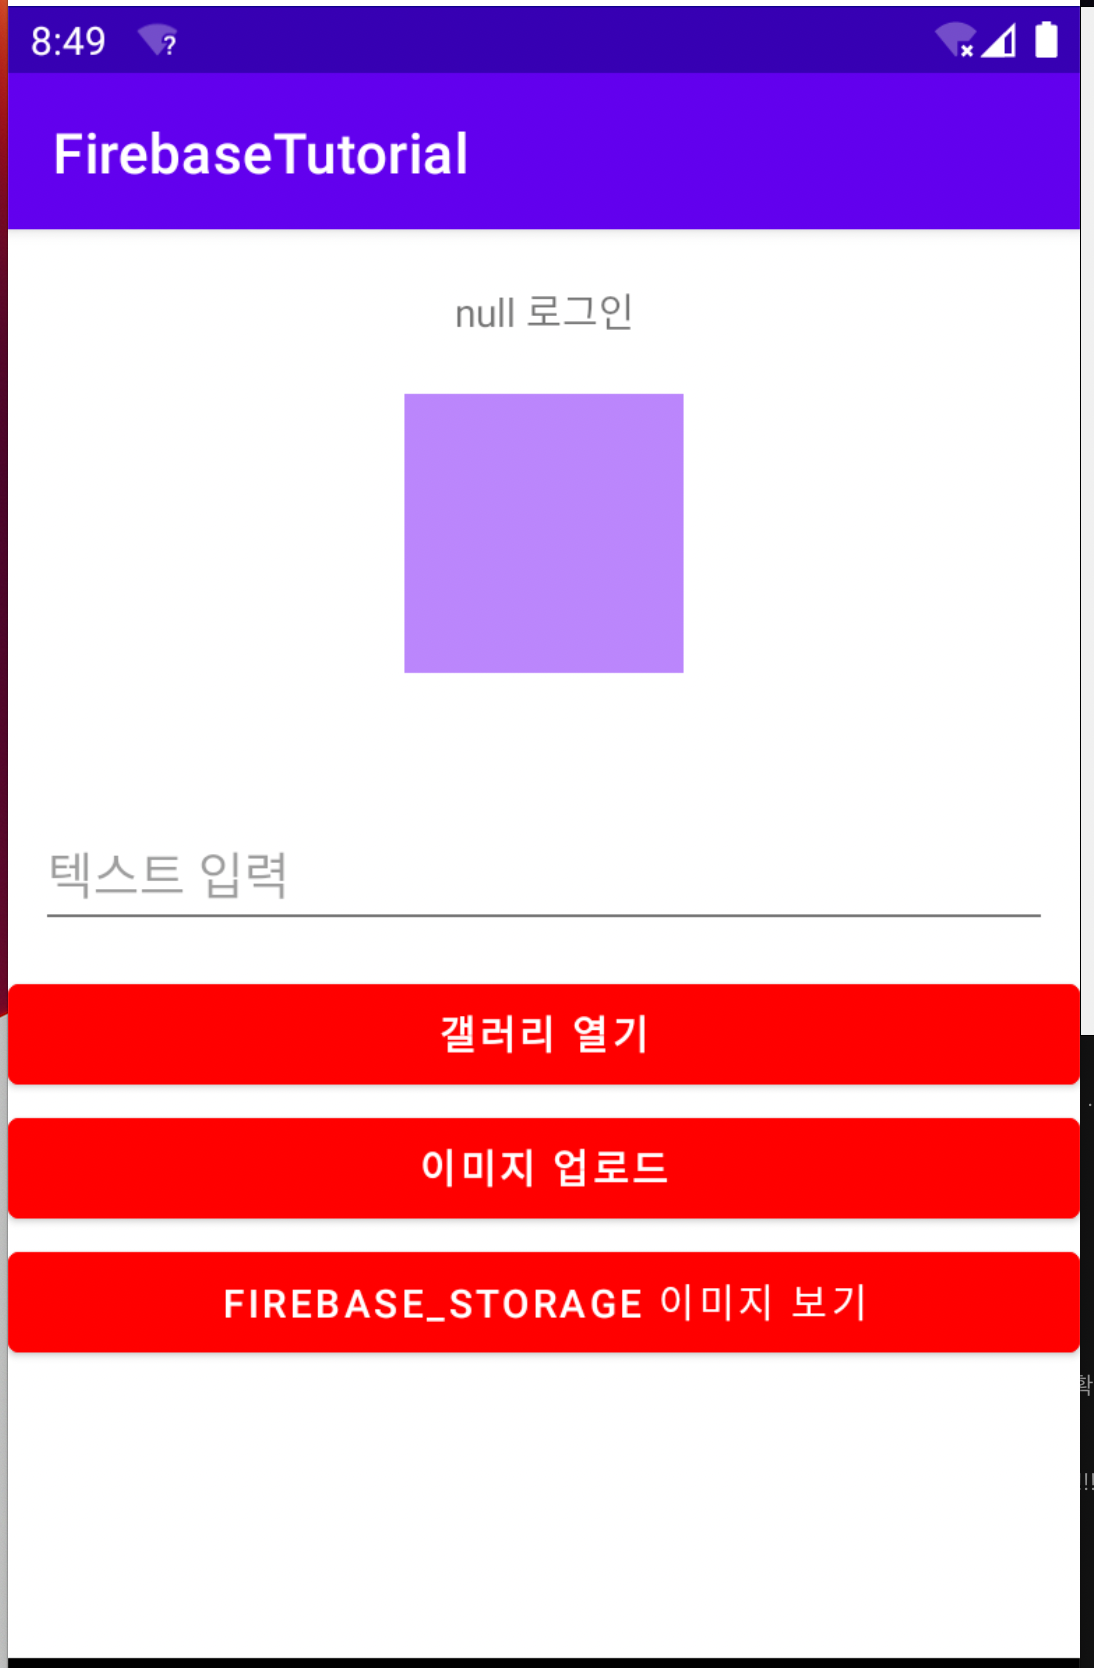 8:49
FirebaseTutorial
null 로그인
텍스트 입력
갤러리 열기
이미지 업로드
FIREBASE_STORAGE 이미지 보기
확
!!